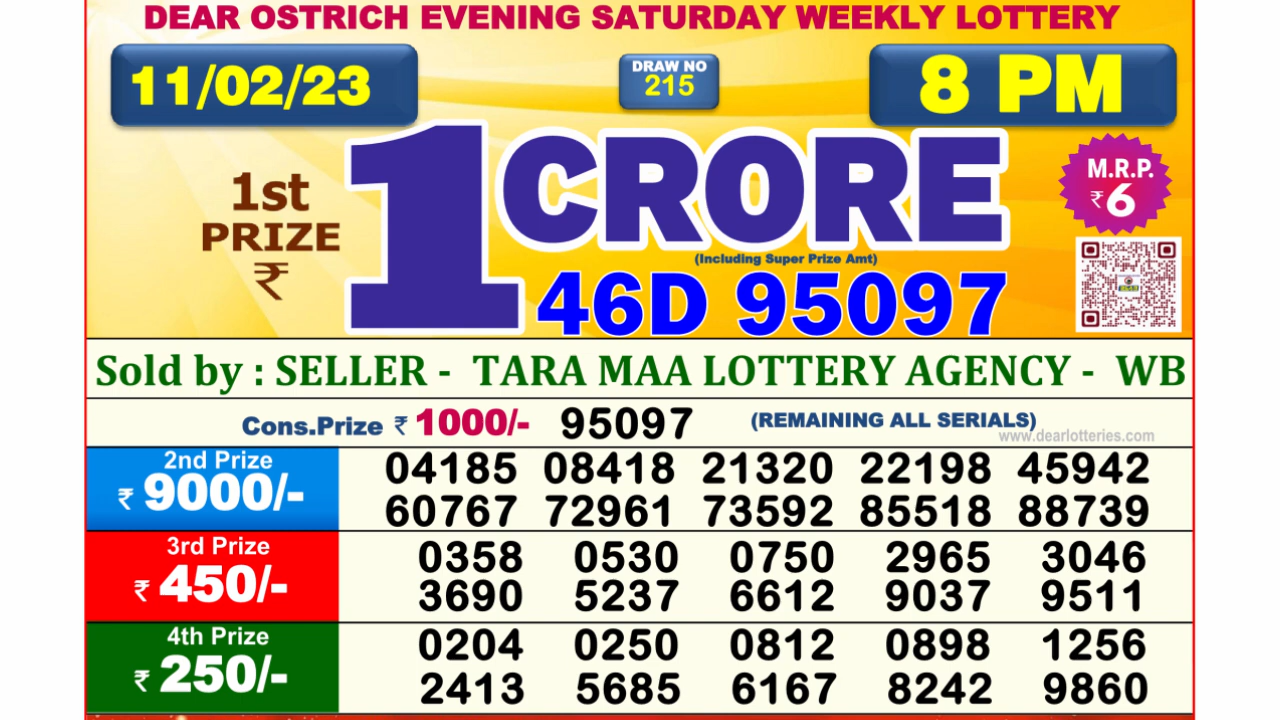 DEAR OSTRICH EVENING SATURDAY WEEKLY LOTTERY
11/02/23
DRAW NO
215
8 PM
1st
PRIZE
₹
1 CRORE
(Including Super Prize Amt)
46D 95097
M.R.P.
₹ 6
Sold by : SELLER - TARA MAA LOTTERY AGENCY - WB
Cons.Prize ₹ 1000/- 95097 (REMAINING ALL SERIALS)
www.dearlotteries.com
2nd Prize
₹ 9000/-
04185 08418 21320 22198 45942
60767 72961 73592 85518 88739
3rd Prize
₹ 450/-
0358 0530 0750 2965 3046
3690 5237 6612 9037 9511
4th Prize
₹ 250/-
0204 0250 0812 0898 1256
2413 5685 6167 8242 9860